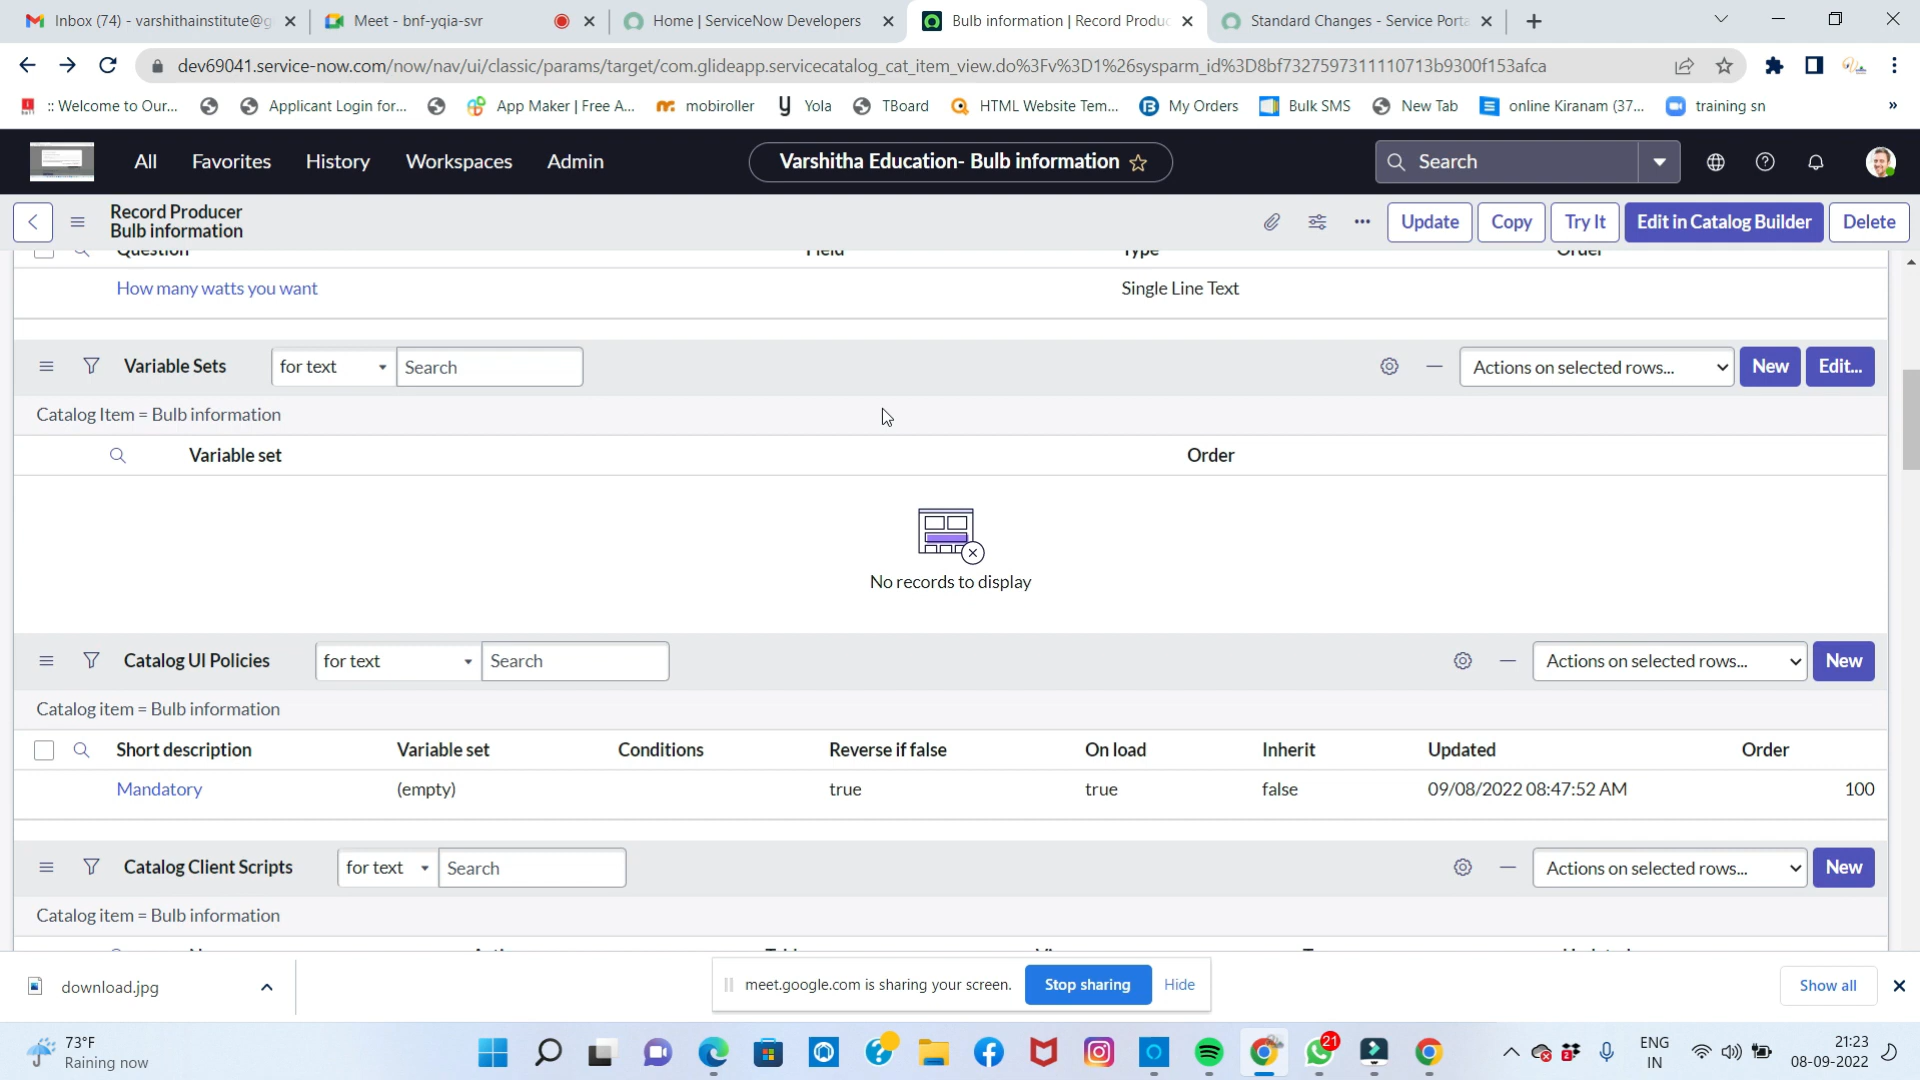 Inbox (74) - varshithainstitute@g
Meet - bnf-yqia-svr
Home | ServiceNow Developers
Bulb information | Record Produc
Standard Changes - Service Porta
dev69041.service-now.com/now/nav/ui/classic/params/target/com.glideapp.servicecatalog_cat_item_view.do%3Fv%3D1%26sysparm_id%3D8bf7327597311110713b9300f153afca
:: Welcome to Our...
Applicant Login for...
App Maker | Free A...
mobiroller
Yola
TBoard
HTML Website Tem...
My Orders
Bulk SMS
New Tab
online Kiranam (37...
training sn
»
All
Favorites
History
Workspaces
Admin
Varshitha Education- Bulb information
Search
Record Producer
Bulb information
Update
Copy
Try It
Edit in Catalog Builder
Delete
Question Field Type Order
How many watts you want Single Line Text
Variable Sets for text Search Actions on selected rows... New Edit...
Catalog Item = Bulb information
Variable set Order
No records to display
Catalog UI Policies for text Search Actions on selected rows... New
Catalog item = Bulb information
Short description Variable set Conditions Reverse if false On load Inherit Updated Order
Mandatory (empty) true true false 09/08/2022 08:47:52 AM 100
Catalog Client Scripts for text Search Actions on selected rows... New
Catalog item = Bulb information
download.jpg
meet.google.com is sharing your screen.
Stop sharing
Hide
Show all
73°F
Raining now
21
ENG
IN
21:23
08-09-2022